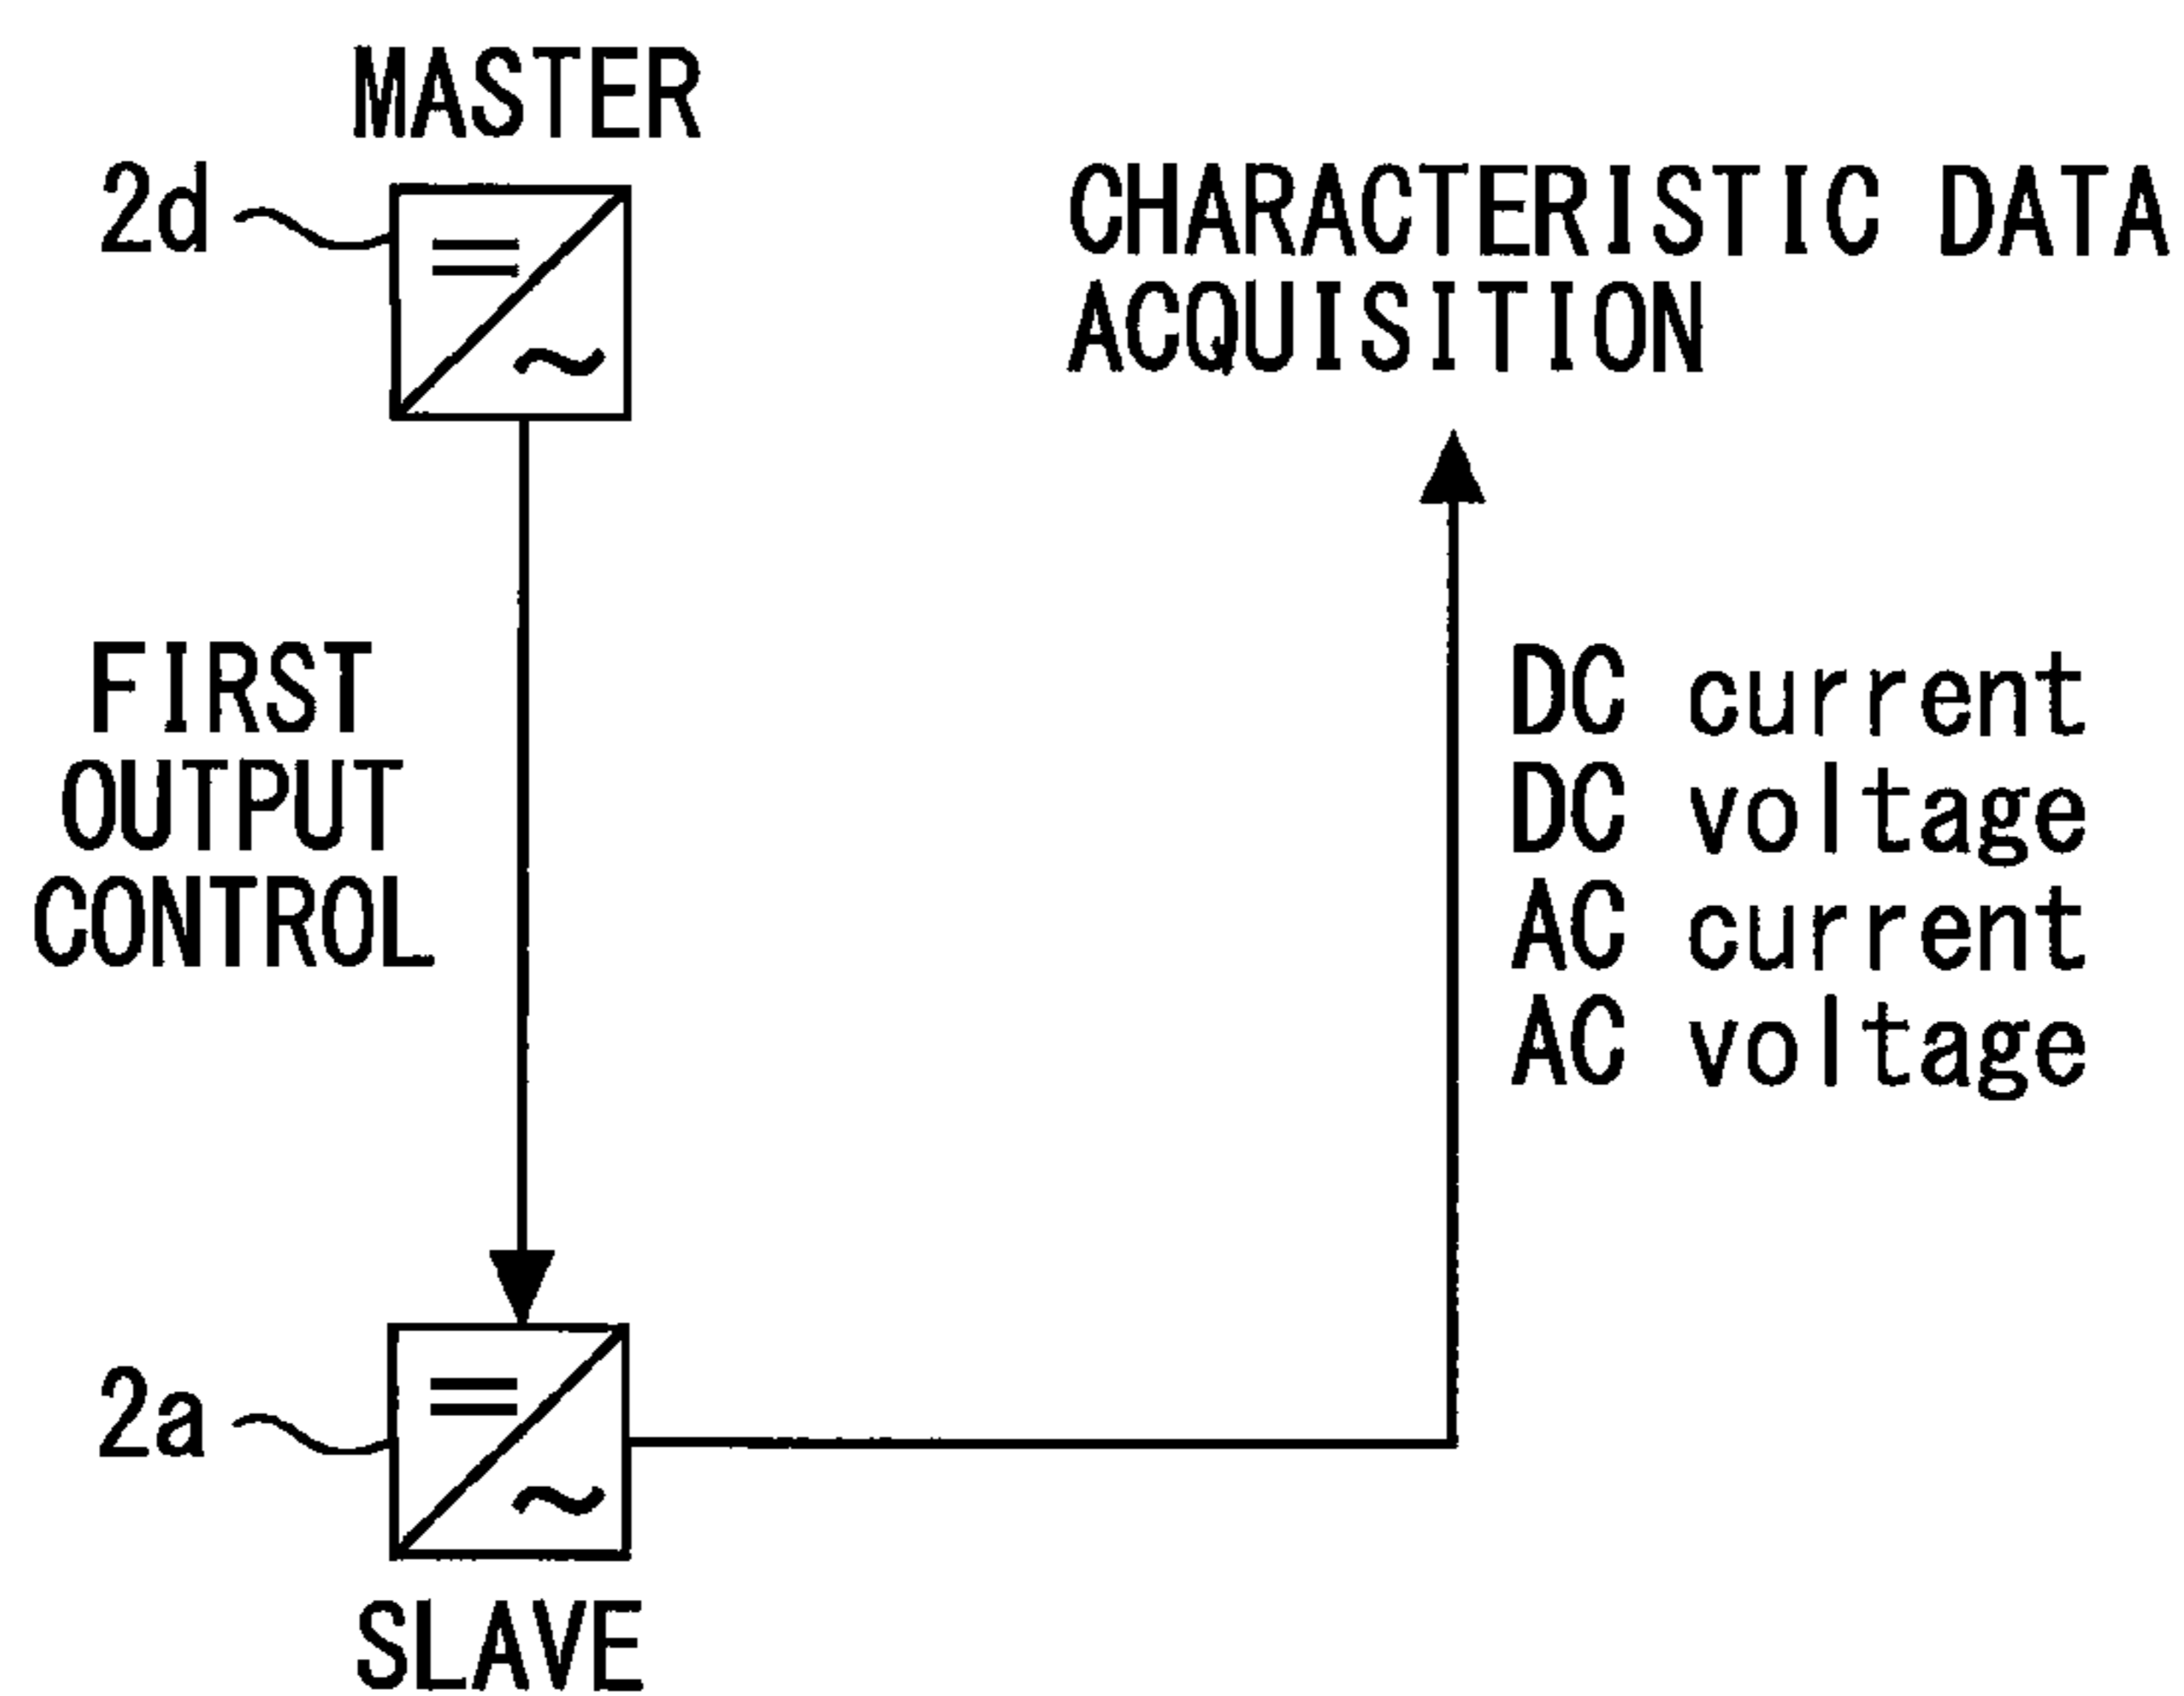 MASTER
2d
CHARACTERISTIC DATA
ACQUISITION
FIRST
OUTPUT
CONTROL
DC current
DC voltage
AC current
AC voltage
2a
SLAVE